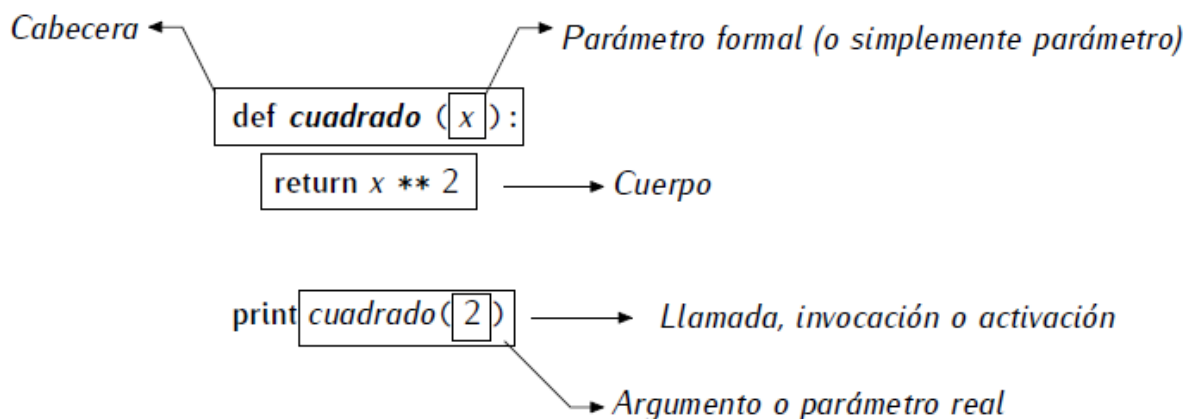 Cabecera
Parámetro formal (o simplemente parámetro)
def cuadrado (x):
return x ** 2
Cuerpo
print cuadrado(2)
Llamada, invocación o activación
Argumento o parámetro real